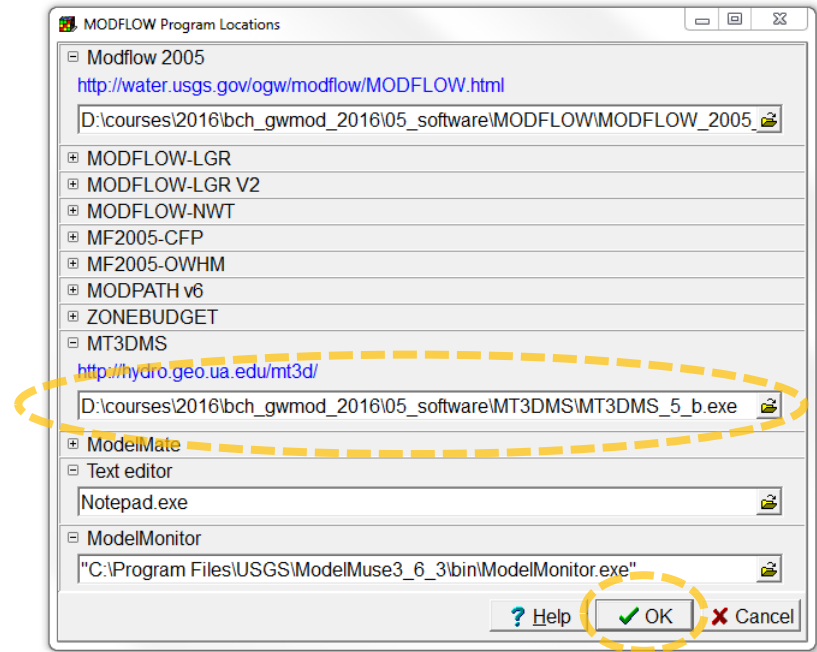 MODFLOW Program Locations
Modflow 2005
http://water.usgs.gov/ogw/modflow/MODFLOW.html
D:\courses\2016\bch_gwmod_2016\05_software\MODFLOW\MODFLOW_2005_
MODFLOW-LGR
MODFLOW-LGR V2
MODFLOW-NWT
MF2005-CFP
MF2005-OWHM
MODPATH v6
ZONEBUDGET
MT3DMS
http://hydro.geo.ua.edu/mt3d/
D:\courses\2016\bch_gwmod_2016\05_software\MT3DMS\MT3DMS_5_b.exe
ModelMate
Text editor
Notepad.exe
ModelMonitor
"C:\Program Files\USGS\ModelMuse3_6_3\bin\ModelMonitor.exe"
? Help OK Cancel